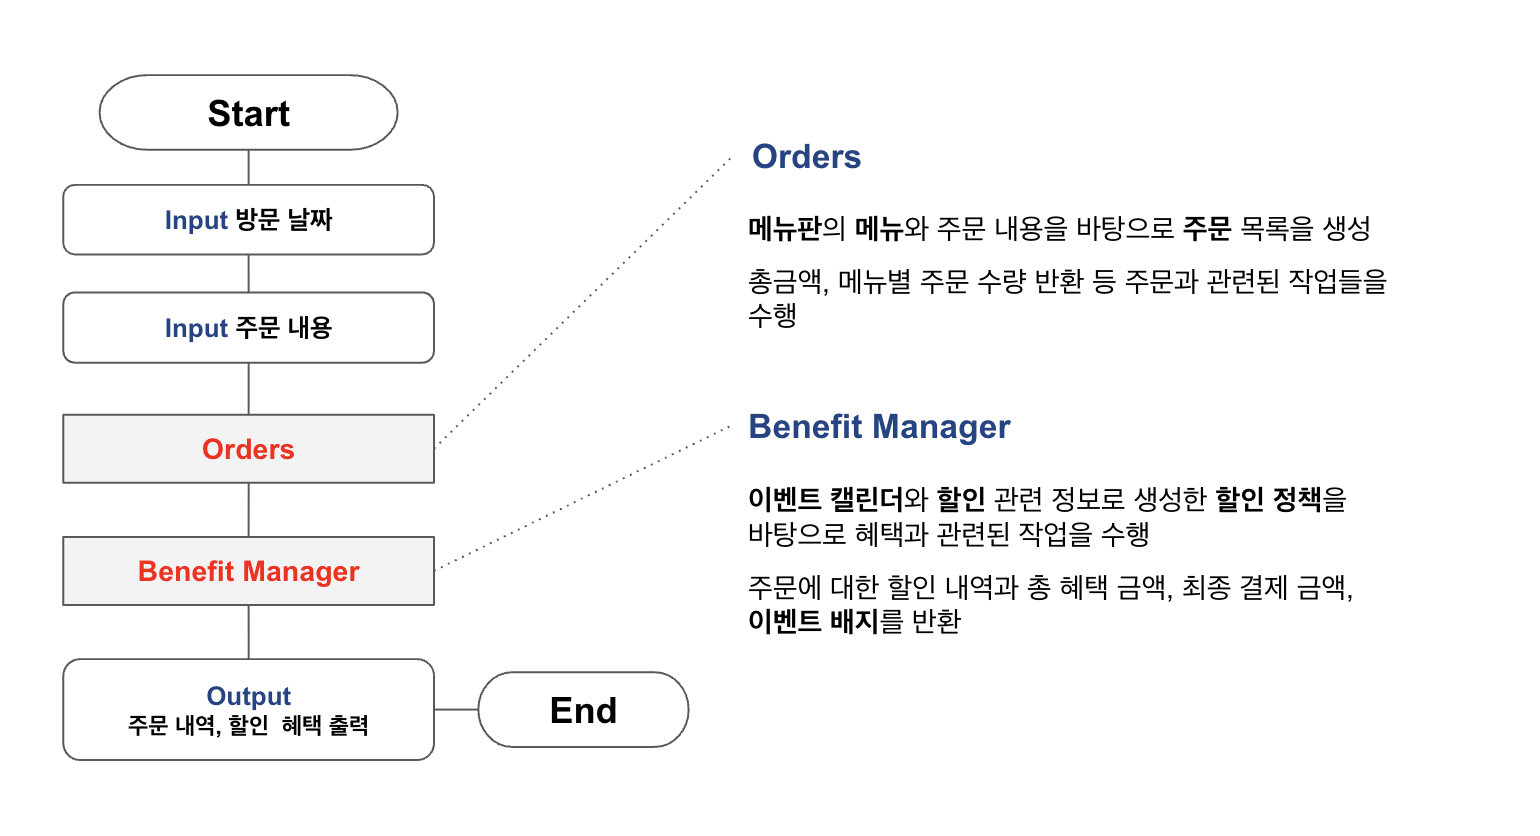 Start
Input 방문 날짜
Input 주문 내용
Orders
Benefit Manager
Output
주문 내역, 할인 혜택 출력
End
Orders
메뉴판의 메뉴와 주문 내용을 바탕으로 주문 목록을 생성
총금액, 메뉴별 주문 수량 반환 등 주문과 관련된 작업들을
수행
Benefit Manager
이벤트 캘린더와 할인 관련 정보로 생성한 할인 정책을
바탕으로 혜택과 관련된 작업을 수행
주문에 대한 할인 내역과 총 혜택 금액, 최종 결제 금액,
이벤트 배지를 반환